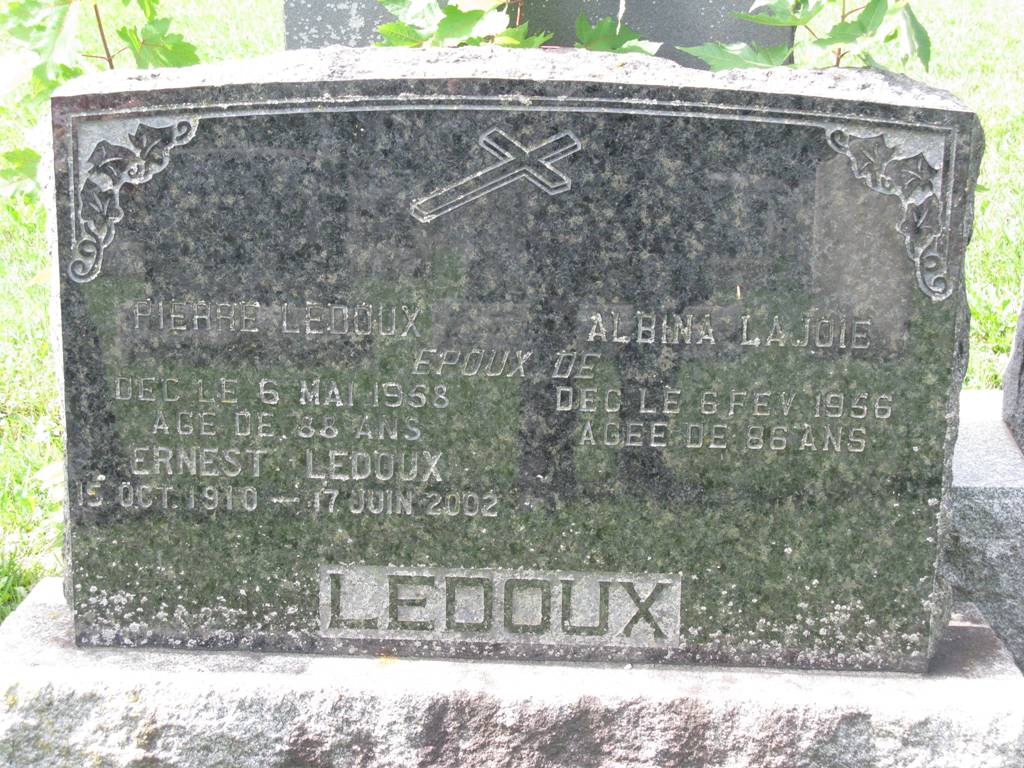 PIERRE LEDOUX
ALBINA LAJOIE
EPOUX DE
DEC LE 6 MAI 1958
AGE DE 88 ANS
DEC LE 6 FEV 1956
AGEE DE 86 ANS
ERNEST LEDOUX
15 OCT. 1910 — 17 JUIN 2002
LEDOUX